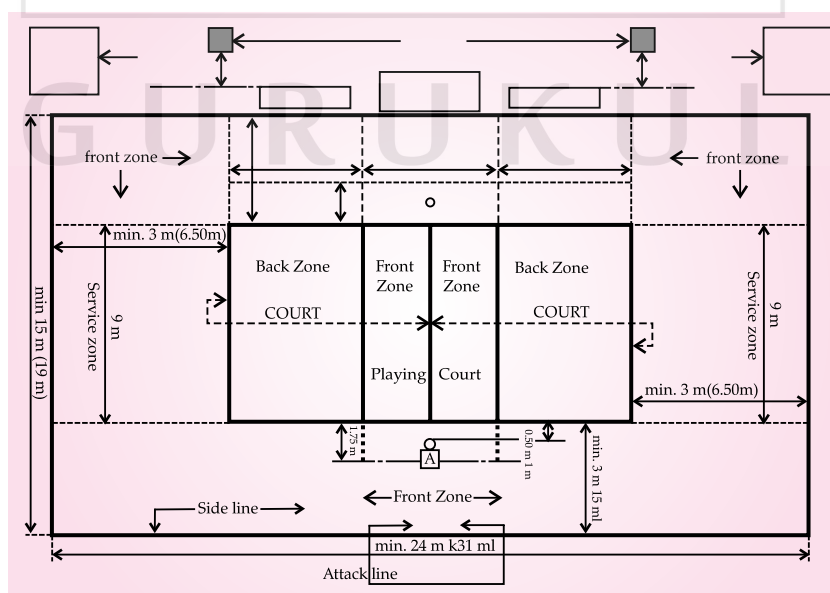 GURUKUL
front zone
front zone
min. 3 m(6.50m)
Back Zone
Front
Zone
Front
Zone
Back Zone
COURT
COURT
min 15 m (19 m)
Service zone
9 m
Service zone
9 m
Playing
Court
min. 3 m(6.50m)
1.75 m
0.50 m 1 m
min. 3 m 15 ml
A
Front Zone
Side line
min. 24 m k31 ml
Attack line